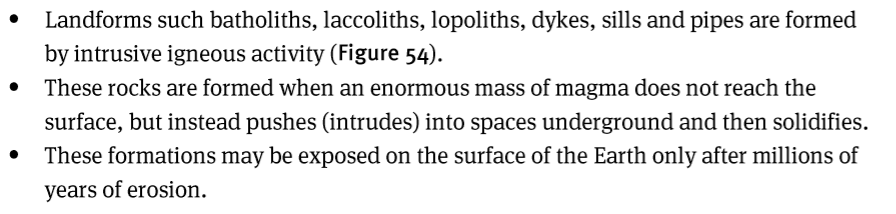 • Landforms such batholiths, laccoliths, lopoliths, dykes, sills and pipes are formed
by intrusive igneous activity (Figure 54).
• These rocks are formed when an enormous mass of magma does not reach the
surface, but instead pushes (intrudes) into spaces underground and then solidifies.
• These formations may be exposed on the surface of the Earth only after millions of
years of erosion.